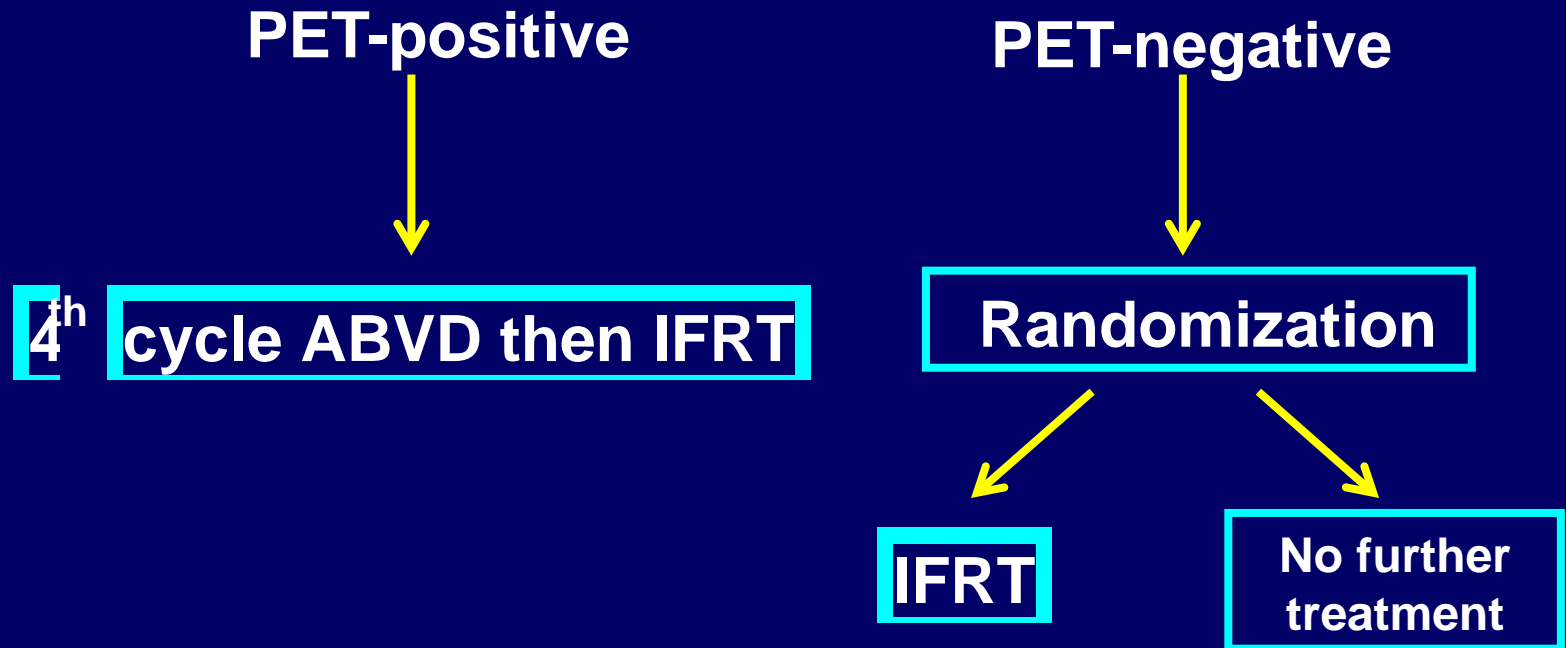 PET-positive
PET-negative
4th cycle ABVD then IFRT
Randomization
IFRT
No further
treatment